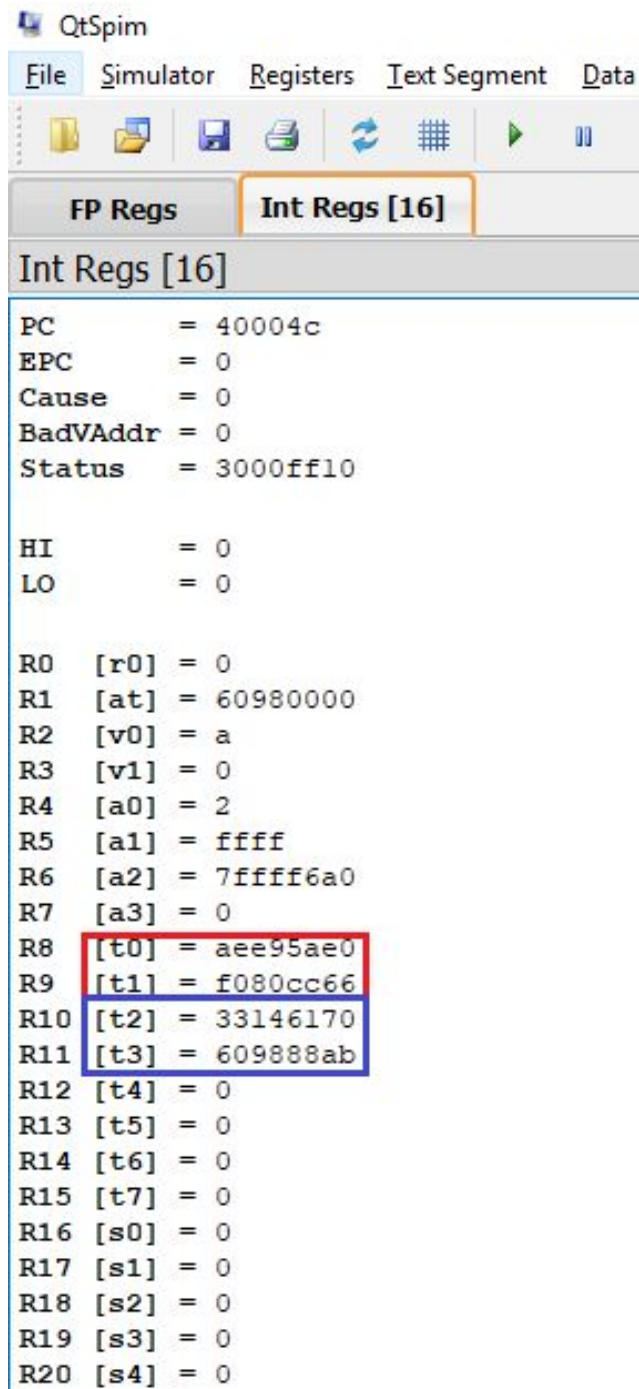 QtSpim
File Simulator Registers Text Segment Data
FP Regs Int Regs [16]
Int Regs [16]
PC = 40004c
EPC = 0
Cause = 0
BadVAddr = 0
Status = 3000ff10
HI = 0
LO = 0
R0 [r0] = 0
R1 [at] = 60980000
R2 [v0] = a
R3 [v1] = 0
R4 [a0] = 2
R5 [a1] = ffff
R6 [a2] = 7ffff6a0
R7 [a3] = 0
R8 [t0] = aee95ae0
R9 [t1] = f080cc66
R10 [t2] = 33146170
R11 [t3] = 609888ab
R12 [t4] = 0
R13 [t5] = 0
R14 [t6] = 0
R15 [t7] = 0
R16 [s0] = 0
R17 [s1] = 0
R18 [s2] = 0
R19 [s3] = 0
R20 [s4] = 0